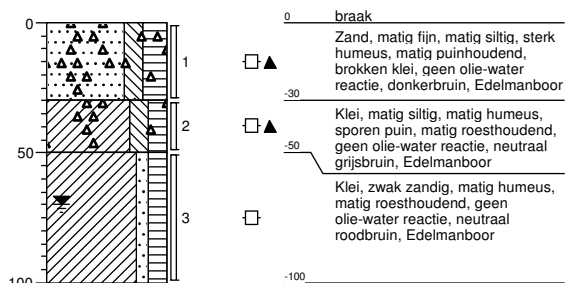 0
50
100
1
2
3
0 braak
Zand, matig fijn, matig siltig, sterk
humeus, matig puinhoudend,
brokken klei, geen olie-water
reactie, donkerbruin, Edelmanboor
-30
Klei, matig siltig, matig humeus,
sporen puin, matig roesthoudend,
geen olie-water reactie, neutraal
grijsbruin, Edelmanboor
-50
Klei, zwak zandig, matig humeus,
matig roesthoudend, geen
olie-water reactie, neutraal
roodbruin, Edelmanboor
-100